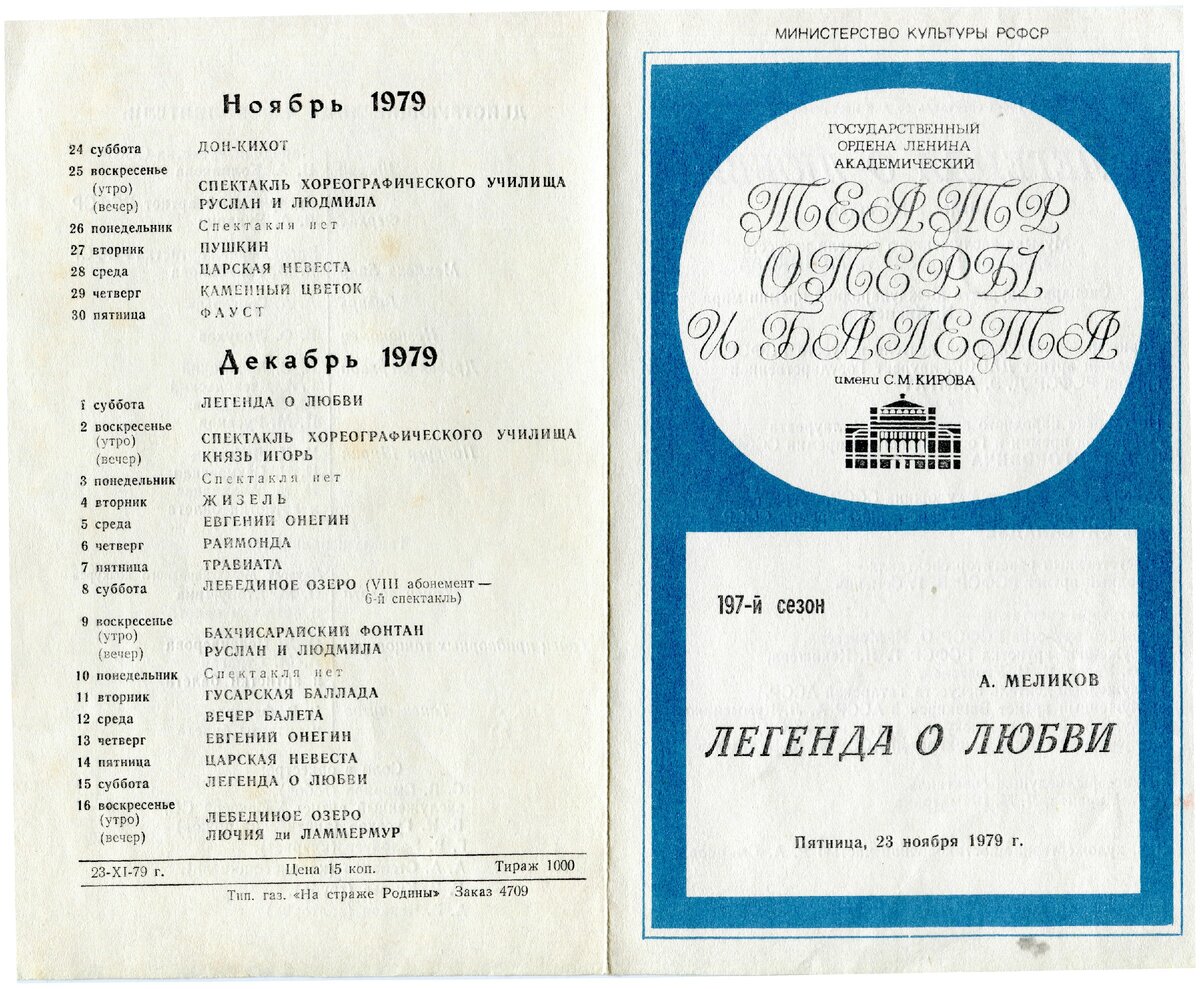 Ноябрь 1979
24 суббота ДОН-КИХОТ
25 воскресенье
(утро) СПЕКТАКЛЬ ХОРЕОГРАФИЧЕСКОГО УЧИЛИЩА
(вечер) РУСЛАН И ЛЮДМИЛА
26 понедельник Спектакля нет
27 вторник ПУШКИН
28 среда ЦАРСКАЯ НЕВЕСТА
29 четверг КАМЕННЫЙ ЦВЕТОК
30 пятница ФАУСТ
Декабрь 1979
1 суббота ЛЕГЕНДА О ЛЮБВИ
2 воскресенье
(утро) СПЕКТАКЛЬ ХОРЕОГРАФИЧЕСКОГО УЧИЛИЩА
(вечер) КНЯЗЬ ИГОРЬ
3 понедельник Спектакля нет
4 вторник ЖИЗЕЛЬ
5 среда ЕВГЕНИЙ ОНЕГИН
6 четверг РАЙМОНДА
7 пятница ТРАВИАТА
8 суббота ЛЕБЕДИНОЕ ОЗЕРО (VIII абонемент —
6-й спектакль)
9 воскресенье
(утро) БАХЧИСАРАЙСКИЙ ФОНТАН
(вечер) РУСЛАН И ЛЮДМИЛА
10 понедельник Спектакля нет
11 вторник ГУСАРСКАЯ БАЛЛАДА
12 среда ВЕЧЕР БАЛЕТА
13 четверг ЕВГЕНИЙ ОНЕГИН
14 пятница ЦАРСКАЯ НЕВЕСТА
15 суббота ЛЕГЕНДА О ЛЮБВИ
16 воскресенье
(утро) ЛЕБЕДИНОЕ ОЗЕРО
(вечер) ЛЮЧИЯ ди ЛАММЕРМУР
23-XI-79 г. Цена 15 коп. Тираж 1000
Тип. газ. «На страже Родины» Заказ 4709
МИНИСТЕРСТВО КУЛЬТУРЫ РСФСР
ГОСУДАРСТВЕННЫЙ
ОРДЕНА ЛЕНИНА
АКАДЕМИЧЕСКИЙ
ТЕАТР
ОПЕРЫ
И БАЛЕТА
имени С.М.КИРОВА
197-й сезон
А. МЕЛИКОВ
ЛЕГЕНДА О ЛЮБВИ
Пятница, 23 ноября 1979 г.